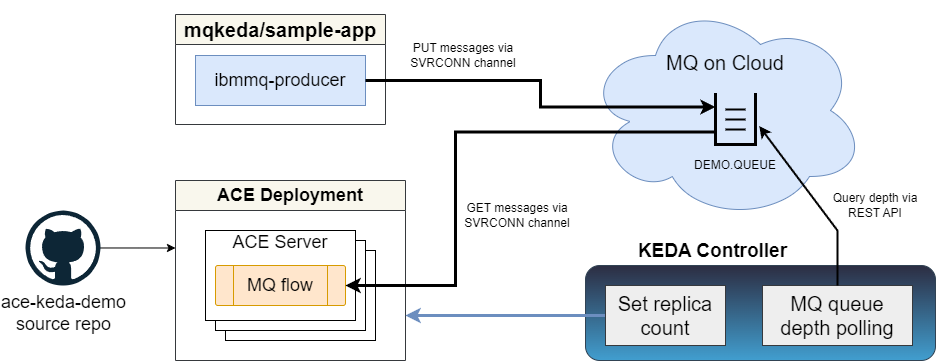 mqkeda/sample-app
ibmmq-producer
PUT messages via
SVRCONN channel
MQ on Cloud
DEMO.QUEUE
ACE Deployment
ACE Server
MQ flow
GET messages via
SVRCONN channel
Query depth via
REST API
ace-keda-demo
source repo
KEDA Controller
Set replica
count
MQ queue
depth polling